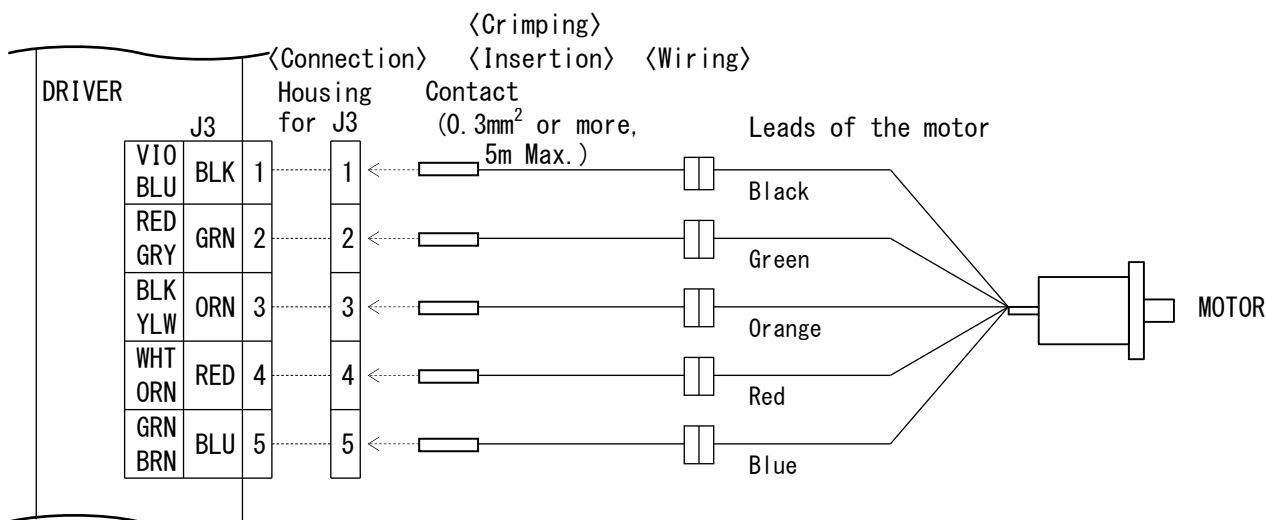 〈Crimping〉
〈Connection〉 〈Insertion〉 〈Wiring〉
DRIVER Housing Contact
J3 for J3 (0.3mm² or more, Leads of the motor
5m Max.)
VIO
BLU BLK 1 1 Black
RED
GRY GRN 2 2 Green
BLK
YLW ORN 3 3 Orange MOTOR
WHT
ORN RED 4 4 Red
GRN
BRN BLU 5 5 Blue